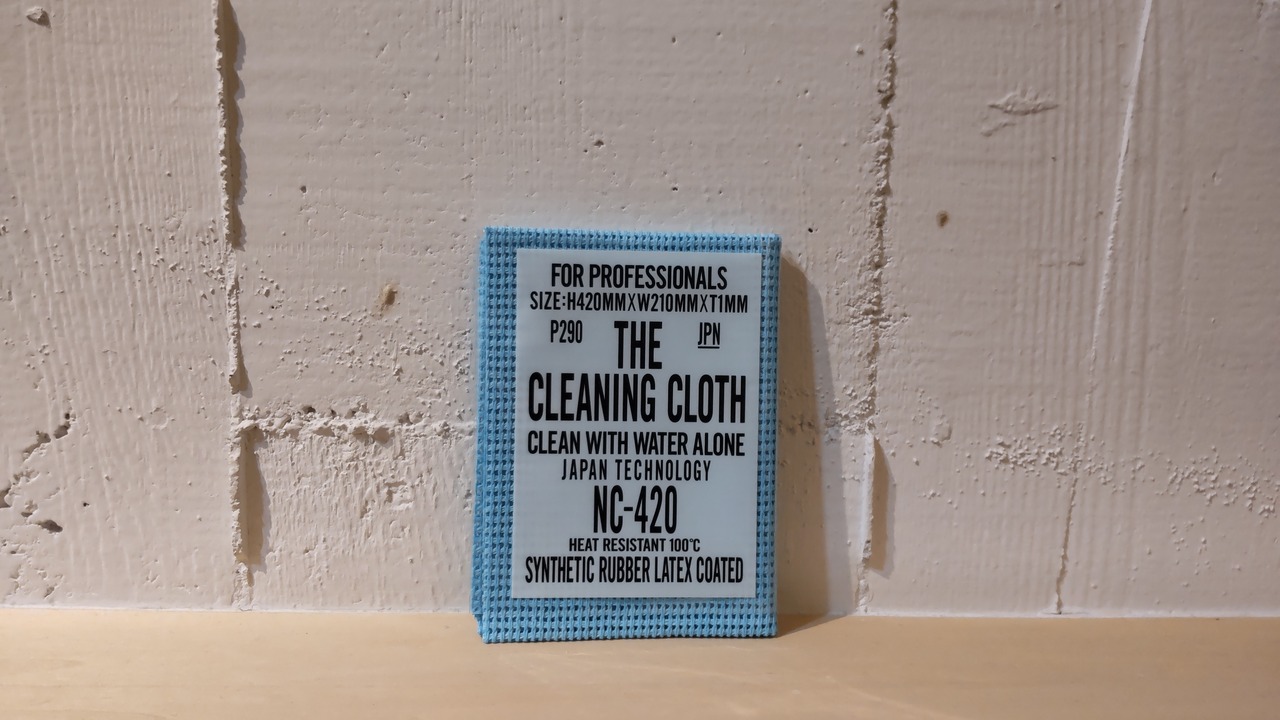 FOR PROFESSIONALS
SIZE:H420MMXW210MMXT1MM
P290 THE JPN
CLEANING CLOTH
CLEAN WITH WATER ALONE
JAPAN TECHNOLOGY
NC-420
HEAT RESISTANT 100℃
SYNTHETIC RUBBER LATEX COATED